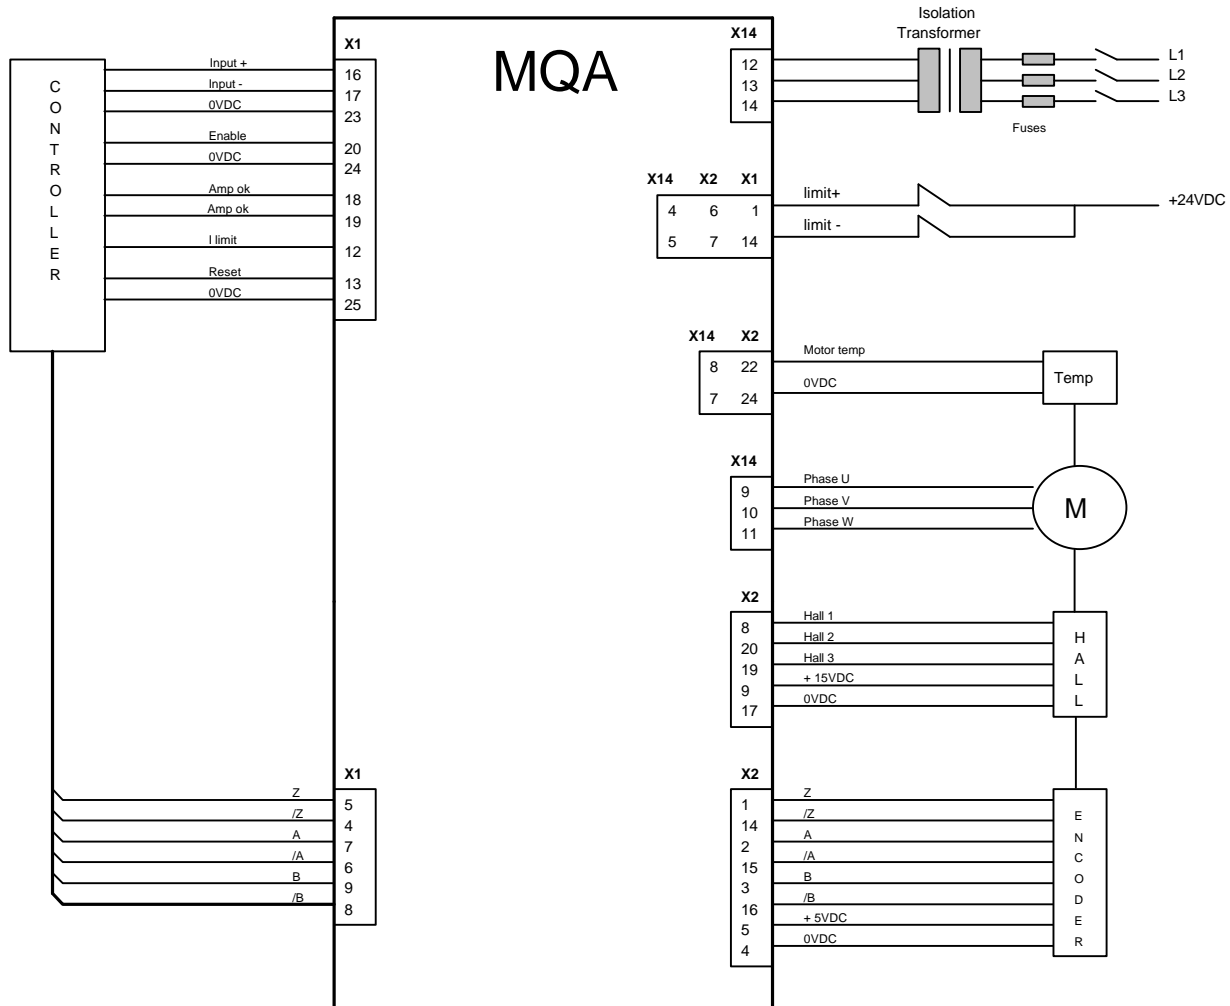 MQA
X1
Input +
16
Input -
17
0VDC
23
Enable
20
0VDC
24
Amp ok
18
Amp ok
19
I limit
12
Reset
13
0VDC
25
CONTROLLER
X1
Z
5
/Z
4
A
7
/A
6
B
9
/B
8
X14
12
13
14
Isolation
Transformer
Fuses
L1
L2
L3
X14 X2 X1
4 6 1
limit+
5 7 14
limit -
+24VDC
X14 X2
8 22
Motor temp
7 24
0VDC
Temp
X14
9
Phase U
10
Phase V
11
Phase W
M
X2
8
Hall 1
20
Hall 2
19
Hall 3
9
+ 15VDC
17
0VDC
HALL
X2
1
Z
14
/Z
2
A
15
/A
3
B
16
/B
5
+ 5VDC
4
0VDC
ENCODER